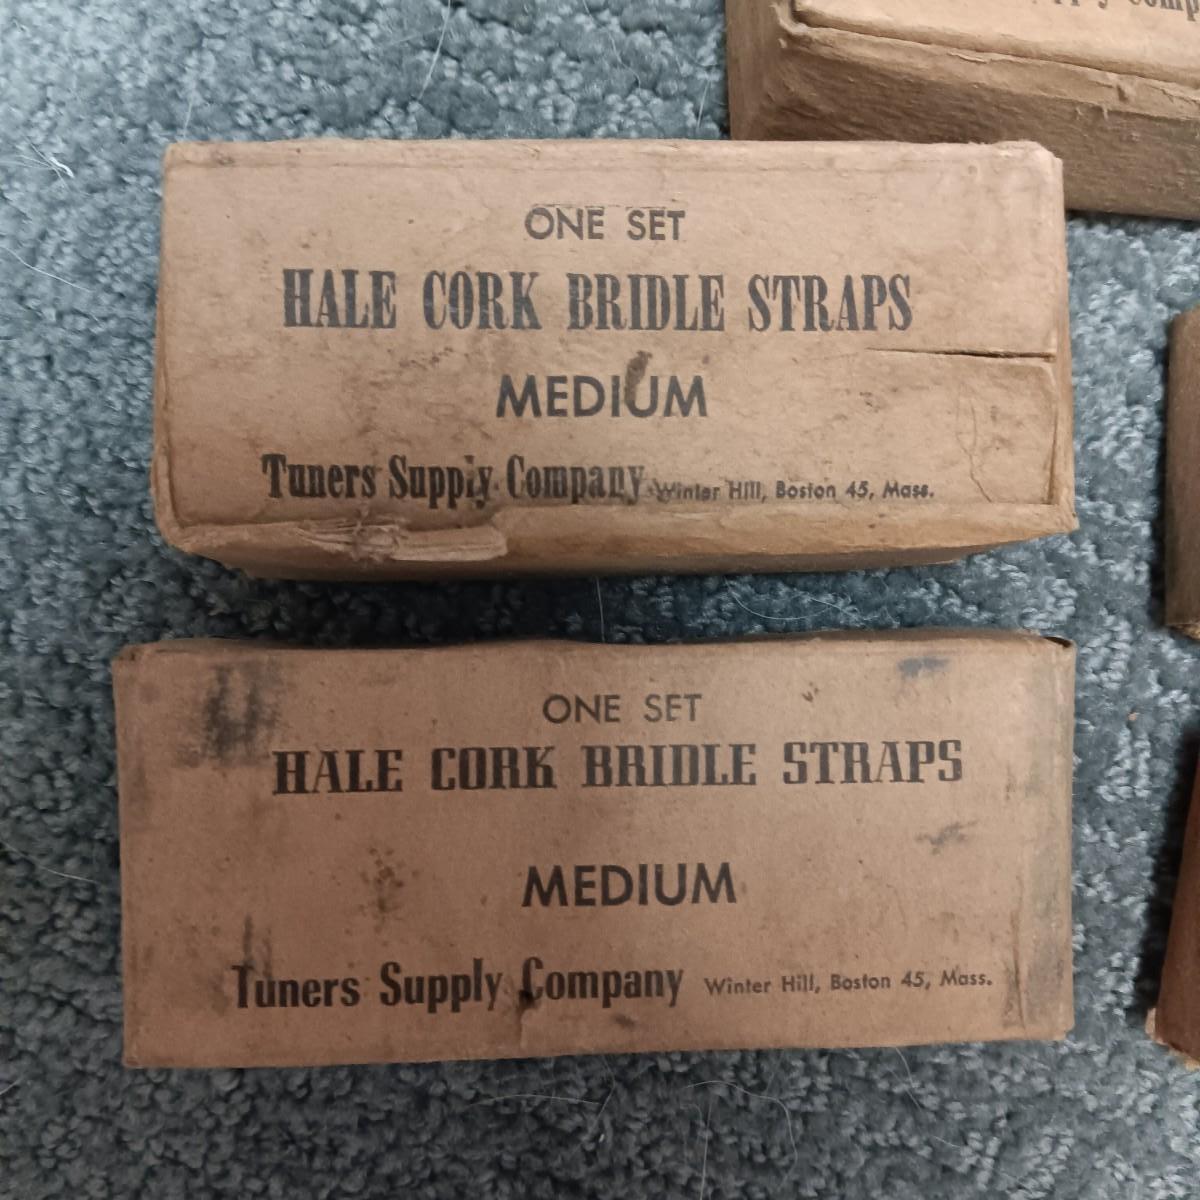 ONE SET
HALE CORK BRIDLE STRAPS
MEDIUM
Tuners Supply Company Winter Hill, Boston 45, Mass.
ONE SET
HALE CORK BRIDLE STRAPS
MEDIUM
Tuners Supply Company Winter Hill, Boston 45, Mass.